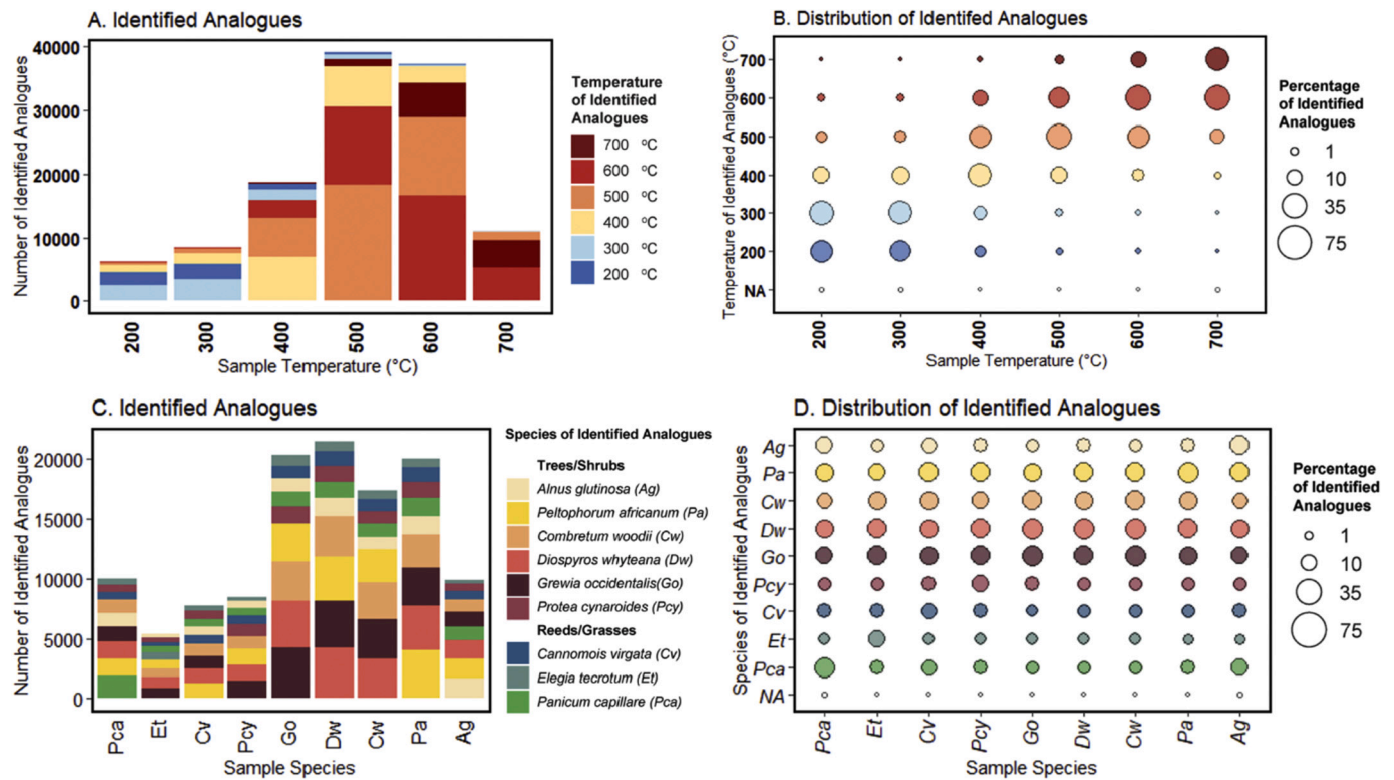 A. Identified Analogues
Number of Identified Analogues
40000
30000
20000
10000
0
200
300
400
500
600
700
Sample Temperature (°C)
Temperature
of Identified
Analogues
700 °C
600 °C
500 °C
400 °C
300 °C
200 °C
B. Distribution of Identifed Analogues
Temperature of Identified Analogues (°C)
700
600
500
400
300
200
NA
200
300
400
500
600
700
Sample Temperature (°C)
Percentage
of Identified
Analogues
1
10
35
75
C. Identified Analogues
Number of Identified Analogues
20000
15000
10000
5000
0
Pca
Et
Cv
Pcy
Go
Dw
Cw
Pa
Ag
Sample Species
Species of Identified Analogues
Trees/Shrubs
Alnus glutinosa (Ag)
Peltophorum africanum (Pa)
Combretum woodii (Cw)
Diospyros whyteana (Dw)
Grewia occidentalis(Go)
Protea cynaroides (Pcy)
Reeds/Grasses
Cannomois virgata (Cv)
Elegia tecrotum (Et)
Panicum capillare (Pca)
D. Distribution of Identified Analogues
Species of Identified Analogues
Ag
Pa
Cw
Dw
Go
Pcy
Cv
Et
Pca
NA
Pca
Et
Cv
Pcy
Go
Dw
Cw
Pa
Ag
Sample Species
Percentage
of Identified
Analogues
1
10
35
75